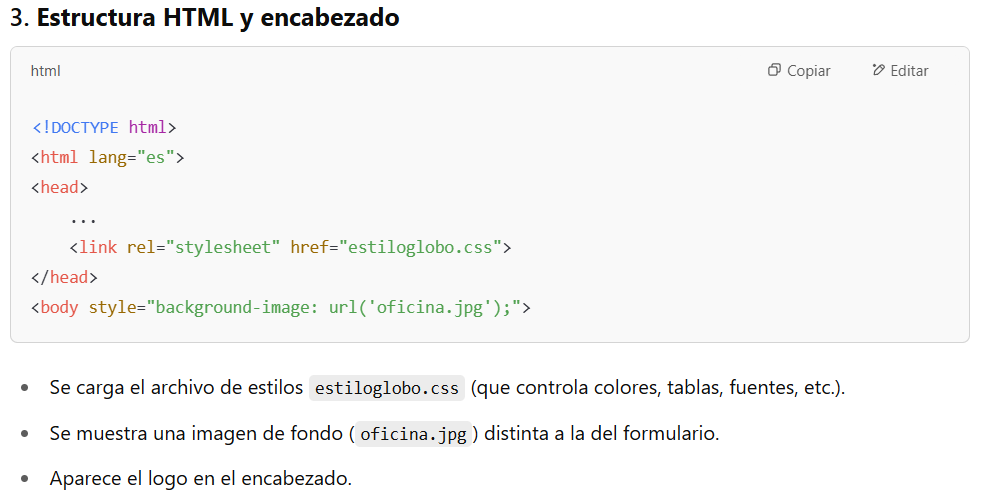 3. Estructura HTML y encabezado
html
Copiar
Editar
<!DOCTYPE html>
<html lang="es">
<head>
...
<link rel="stylesheet" href="estiloglobo.css">
</head>
<body style="background-image: url('oficina.jpg');">
• Se carga el archivo de estilos estiloglobo.css (que controla colores, tablas, fuentes, etc.).
• Se muestra una imagen de fondo (oficina.jpg) distinta a la del formulario.
• Aparece el logo en el encabezado.